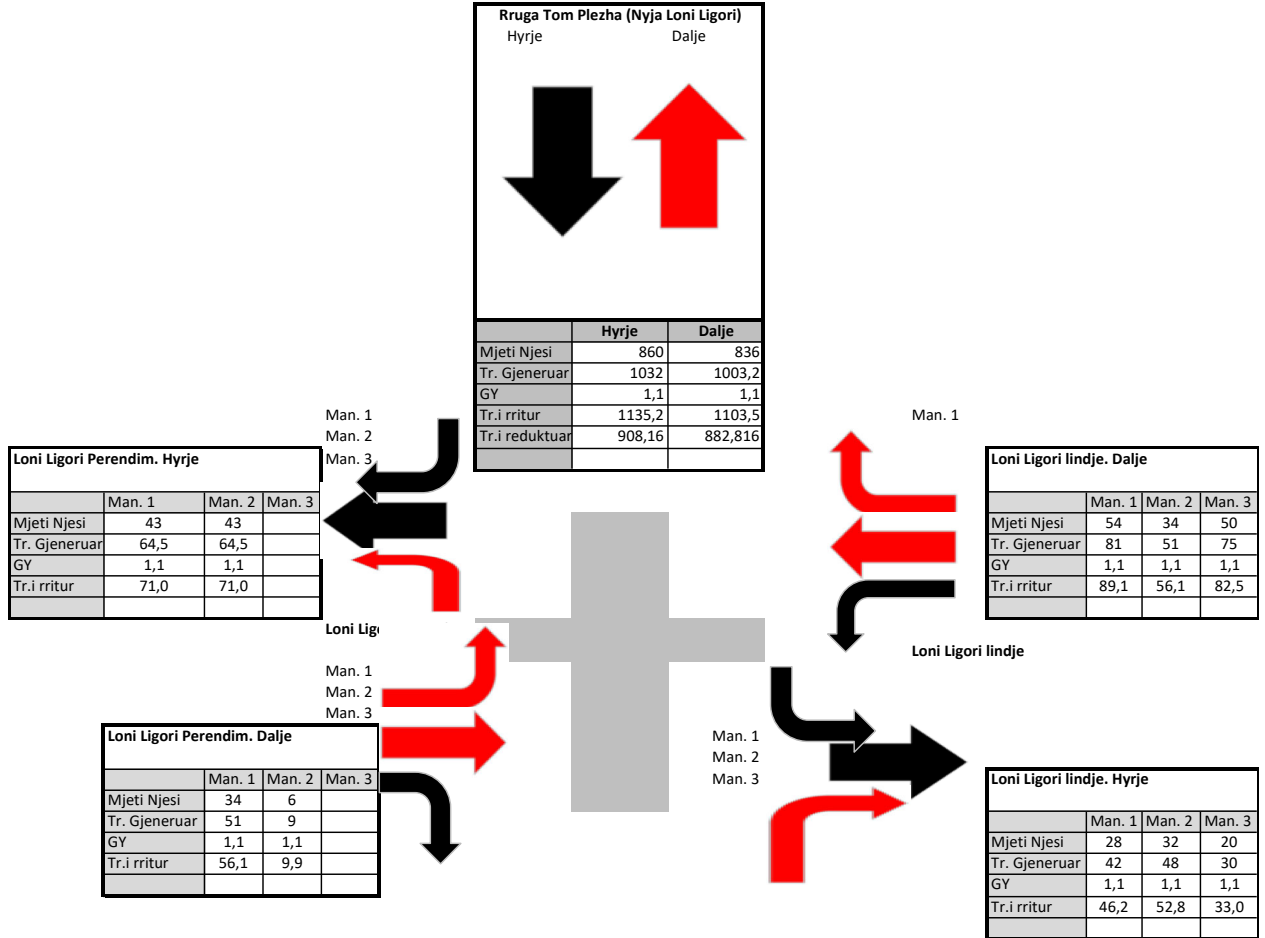 Rruga Tom Plezha (Nyja Loni Ligori)
Hyrje Dalje
Hyrje Dalje
Mjeti Njesi 860 836
Tr. Gjeneruar 1032 1003,2
GY 1,1 1,1
Tr.i rritur 1135,2 1103,5
Tr.i reduktuar 908,16 882,816
Man. 1
Man. 2
Man. 3
Loni Ligori Perendim. Hyrje
Man. 1 Man. 2 Man. 3
Mjeti Njesi 43 43
Tr. Gjeneruar 64,5 64,5
GY 1,1 1,1
Tr.i rritur 71,0 71,0
Man. 1
Loni Ligori lindje. Dalje
Man. 1 Man. 2 Man. 3
Mjeti Njesi 54 34 50
Tr. Gjeneruar 81 51 75
GY 1,1 1,1 1,1
Tr.i rritur 89,1 56,1 82,5
Loni
Loni Ligori lindje
Man. 1
Man. 2
Man. 3
Loni Ligori Perendim. Dalje
Man. 1 Man. 2 Man. 3
Mjeti Njesi 34 6
Tr. Gjeneruar 51 9
GY 1,1 1,1
Tr.i rritur 56,1 9,9
Man. 1
Man. 2
Man. 3
Loni Ligori lindje. Hyrje
Man. 1 Man. 2 Man. 3
Mjeti Njesi 28 32 20
Tr. Gjeneruar 42 48 30
GY 1,1 1,1 1,1
Tr.i rritur 46,2 52,8 33,0